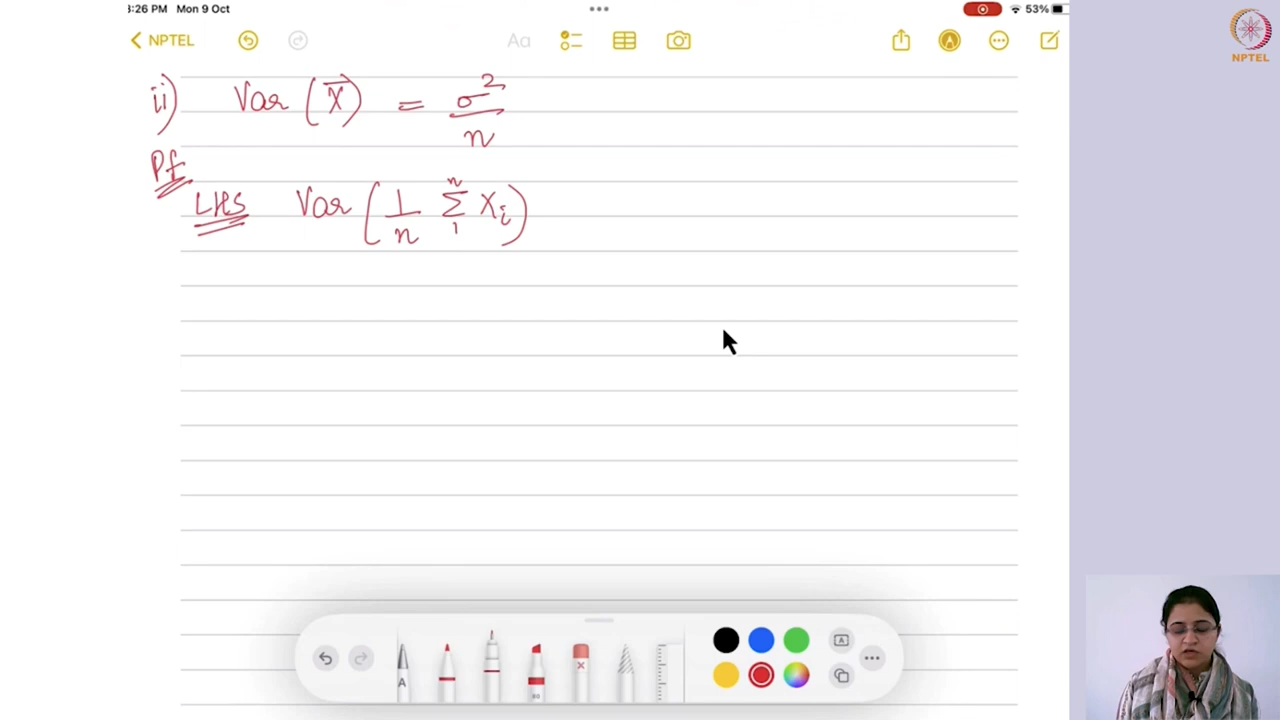 3:26 PM Mon 9 Oct
53%
NPTEL
Aa
NPTEL
ii) Var (X̄) = σ²/n
Pf
LHS Var (1/n Σ₁ⁿ Xᵢ)
A
A